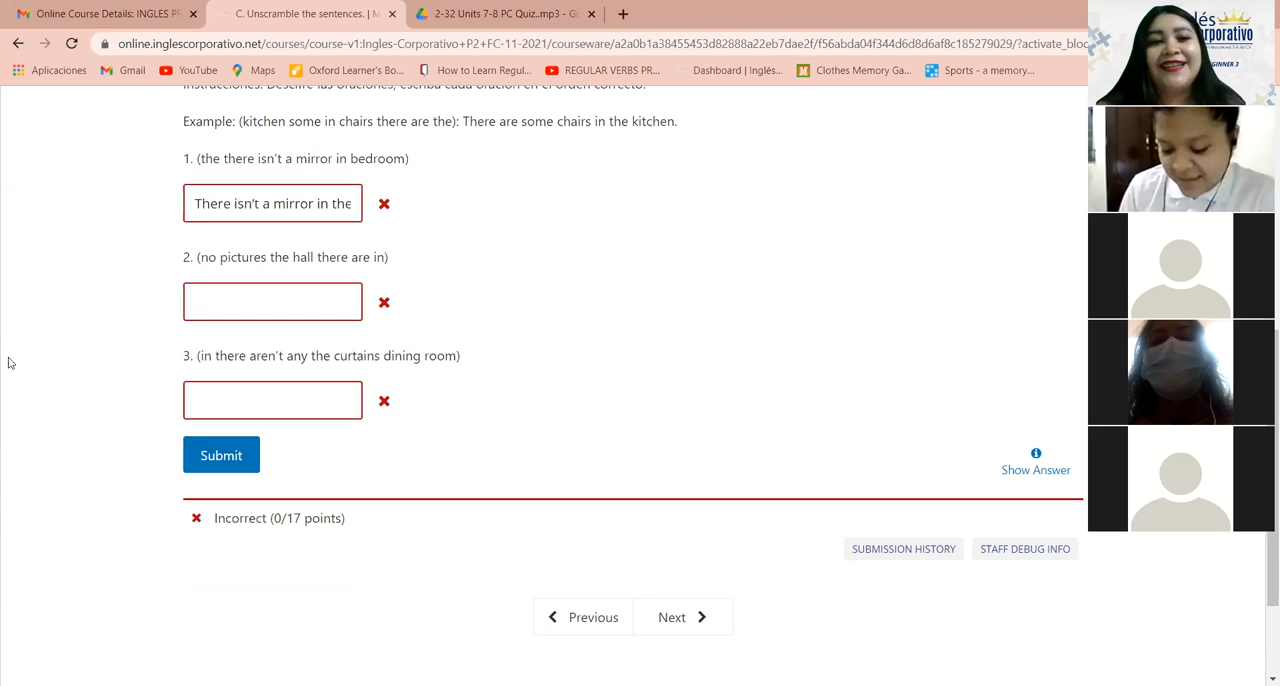 Online Course Details: INGLES PF
C. Unscramble the sentences. | M
2-32 Units 7-8 PC Quiz..mp3 - Go
online.inglescorporativo.net/courses/course-v1:Ingles-Corporativo+P2+FC-11-2021/courseware/a2a0b1a38455453d82888a22eb7dae2f/f56abda04f344d6d8d6af8c185279029/?activate_bloc
Aplicaciones
Gmail
YouTube
Maps
Oxford Learner's Bo...
How to Learn Regul...
REGULAR VERBS PR...
Dashboard | Inglés...
Clothes Memory Ga...
Sports - a memory...
Example: (kitchen some in chairs there are the): There are some chairs in the kitchen.
1. (the there isn't a mirror in bedroom)
There isn't a mirror in the
2. (no pictures the hall there are in)
3. (in there aren't any the curtains dining room)
Submit
Show Answer
Incorrect (0/17 points)
SUBMISSION HISTORY
STAFF DEBUG INFO
Previous
Next